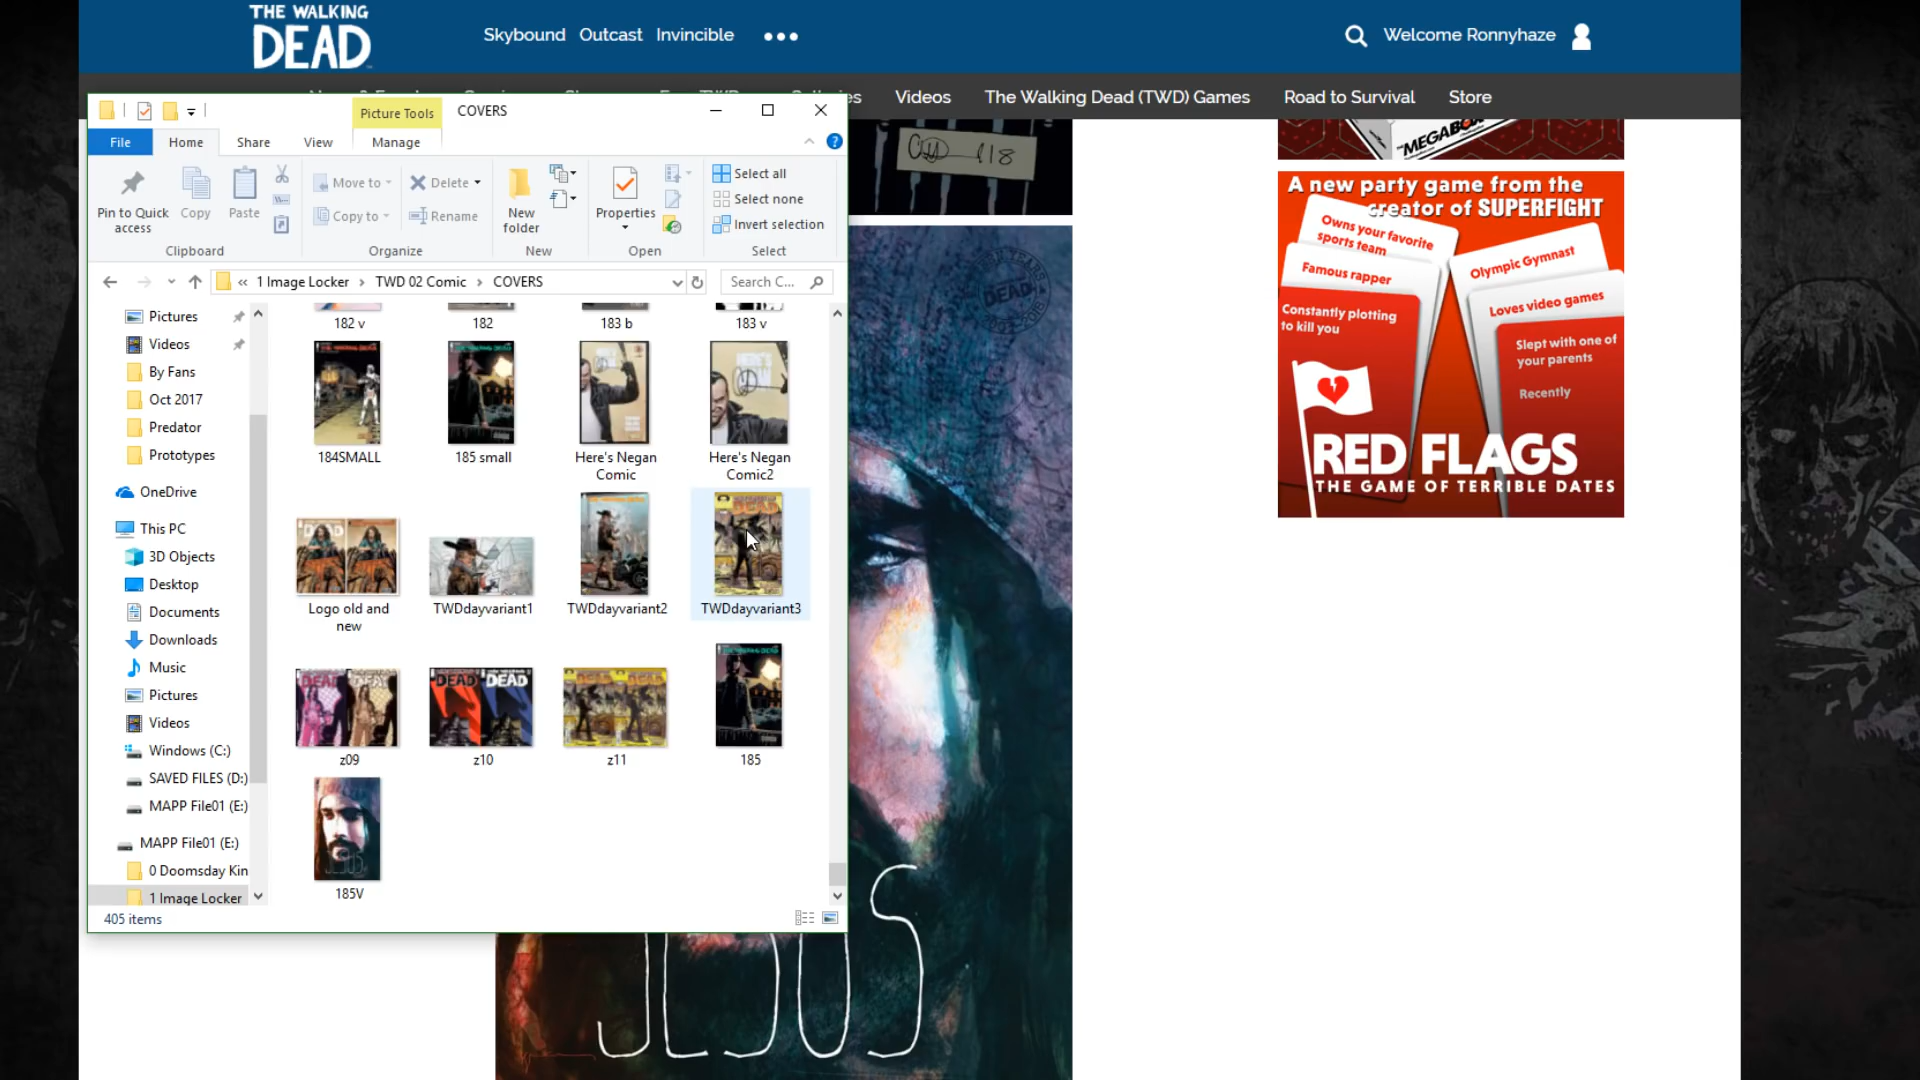 THE WALKING
DEAD
Skybound Outcast Invincible
Welcome Ronnyhaze
Videos The Walking Dead (TWD) Games Road to Survival Store
Picture Tools
COVERS
File Home Share View Manage
Pin to Quick
access
Copy
Paste
Move to
Copy to
Delete
Rename
New
folder
Properties
Select all
Select none
Invert selection
Clipboard Organize New Open Select
« 1 Image Locker › TWD 02 Comic › COVERS
Search C...
Pictures
Videos
By Fans
Oct 2017
Predator
Prototypes
OneDrive
This PC
3D Objects
Desktop
Documents
Downloads
Music
Pictures
Videos
Windows (C:)
SAVED FILES (D:)
MAPP File01 (E:)
MAPP File01 (E:)
0 Doomsday Kin
1 Image Locker
182 v
182
183 b
183 v
184SMALL
185 small
Here's Negan
Comic
Here's Negan
Comic2
Logo old and
new
TWDdayvariant1
TWDdayvariant2
TWDdayvariant3
z09
z10
z11
185
185V
405 items
118
DEAD
JESUS
MEGABOX
A new party game from the
creator of SUPERFIGHT
Owns your favorite
sports team
Famous rapper
Constantly plotting
to kill you
Olympic Gymnast
Loves video games
Slept with one of
your parents
Recently
RED FLAGS
THE GAME OF TERRIBLE DATES